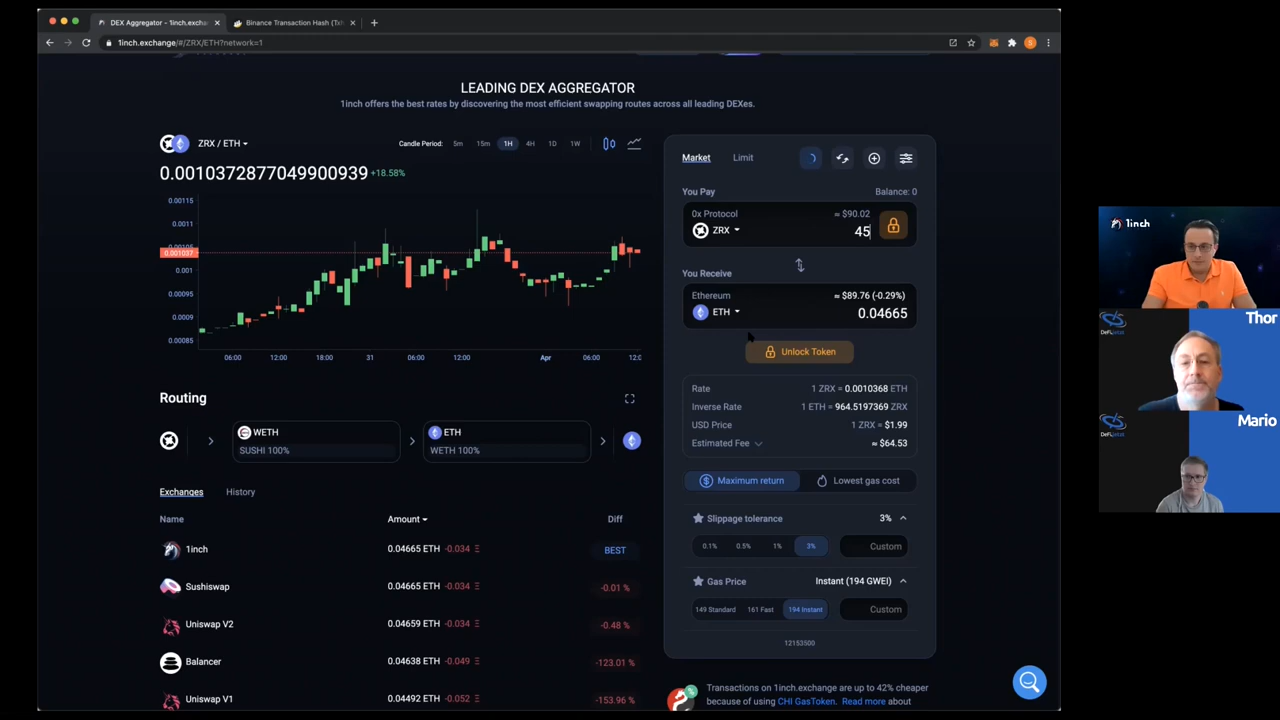 DEX Aggregator - 1inch.exchan
Binance Transaction Hash (Txh
1inch.exchange/#/ZRX/ETH?network=1
S
LEADING DEX AGGREGATOR
1inch offers the best rates by discovering the most efficient swapping routes across all leading DEXes.
ZRX / ETH
Candle Period: 5m 15m 1H 4H 1D 1W
0.0010372877049900939 +18.58%
0.00115
0.0011
0.00105
0.001037
0.001
0.00095
0.0009
0.00085
06:00 12:00 18:00 31 06:00 12:00 Apr 06:00 12:0
Routing
WETH
SUSHI 100%
ETH
WETH 100%
Exchanges History
Name Amount Diff
1inch 0.04665 ETH -0.034 Ξ BEST
Sushiswap 0.04665 ETH -0.034 Ξ -0.01 %
Uniswap V2 0.04659 ETH -0.034 Ξ -0.48 %
Balancer 0.04638 ETH -0.049 Ξ -123.01 %
Uniswap V1 0.04492 ETH -0.052 Ξ -153.96 %
Market Limit
You Pay Balance: 0
0x Protocol ≈ $90.02
ZRX 45
You Receive
Ethereum ≈ $89.76 (-0.29%)
ETH 0.04665
Unlock Token
Rate 1 ZRX = 0.0010368 ETH
Inverse Rate 1 ETH = 964.5197369 ZRX
USD Price 1 ZRX = $1.99
Estimated Fee ≈ $64.53
Maximum return Lowest gas cost
Slippage tolerance 3%
0.1% 0.5% 1% 3% Custom
Gas Price Instant (194 GWEI)
149 Standard 161 Fast 194 Instant Custom
12153500
Transactions on 1inch.exchange are up to 42% cheaper
because of using CHI GasToken. Read more about
1inch
Thor
Mario